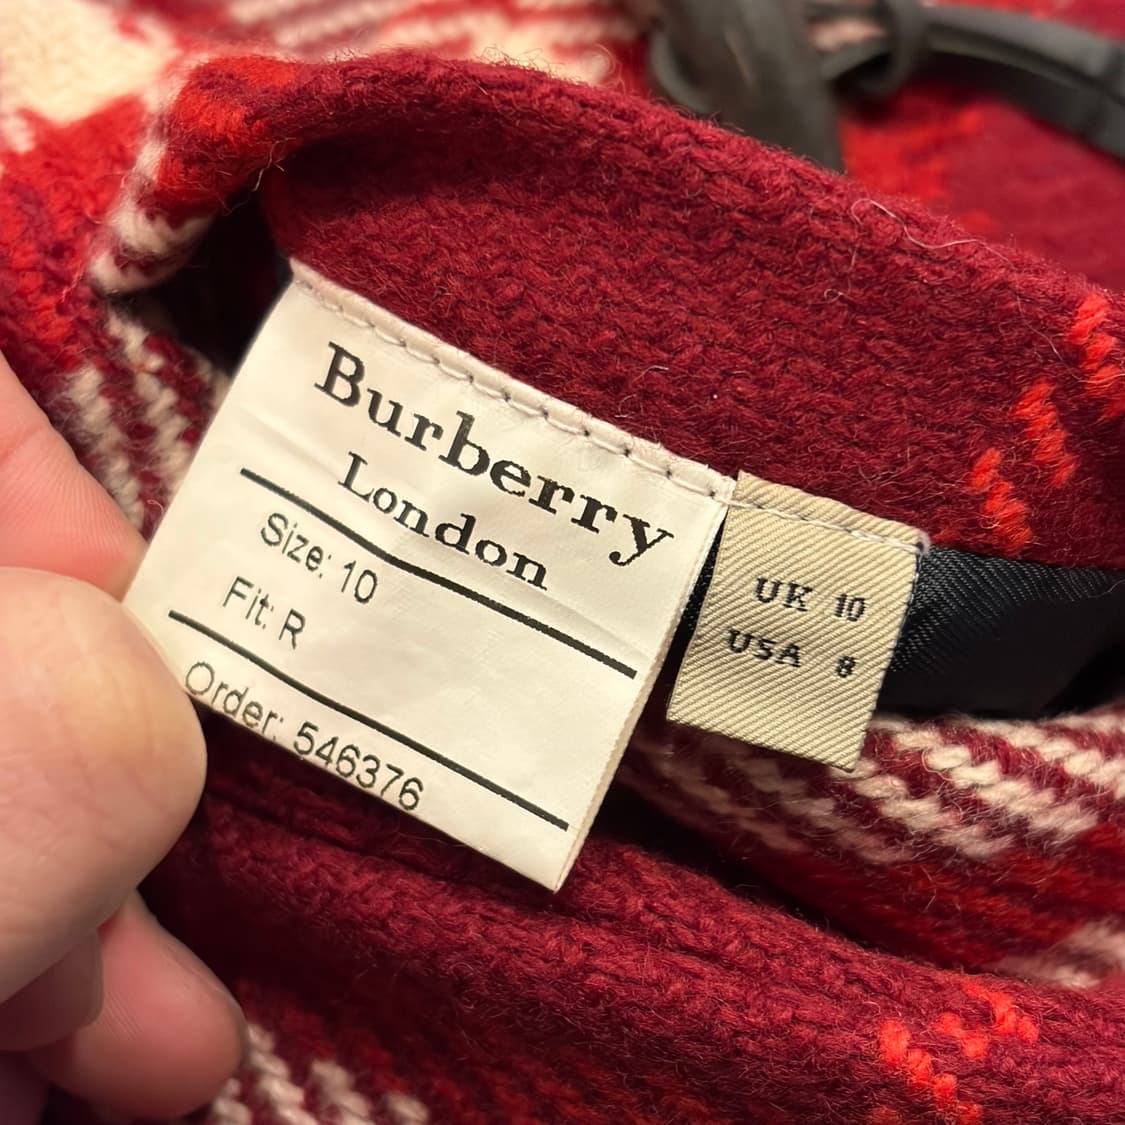 Burberry
London
Size: 10
Fit: R
Order: 546376
UK 10
USA 8